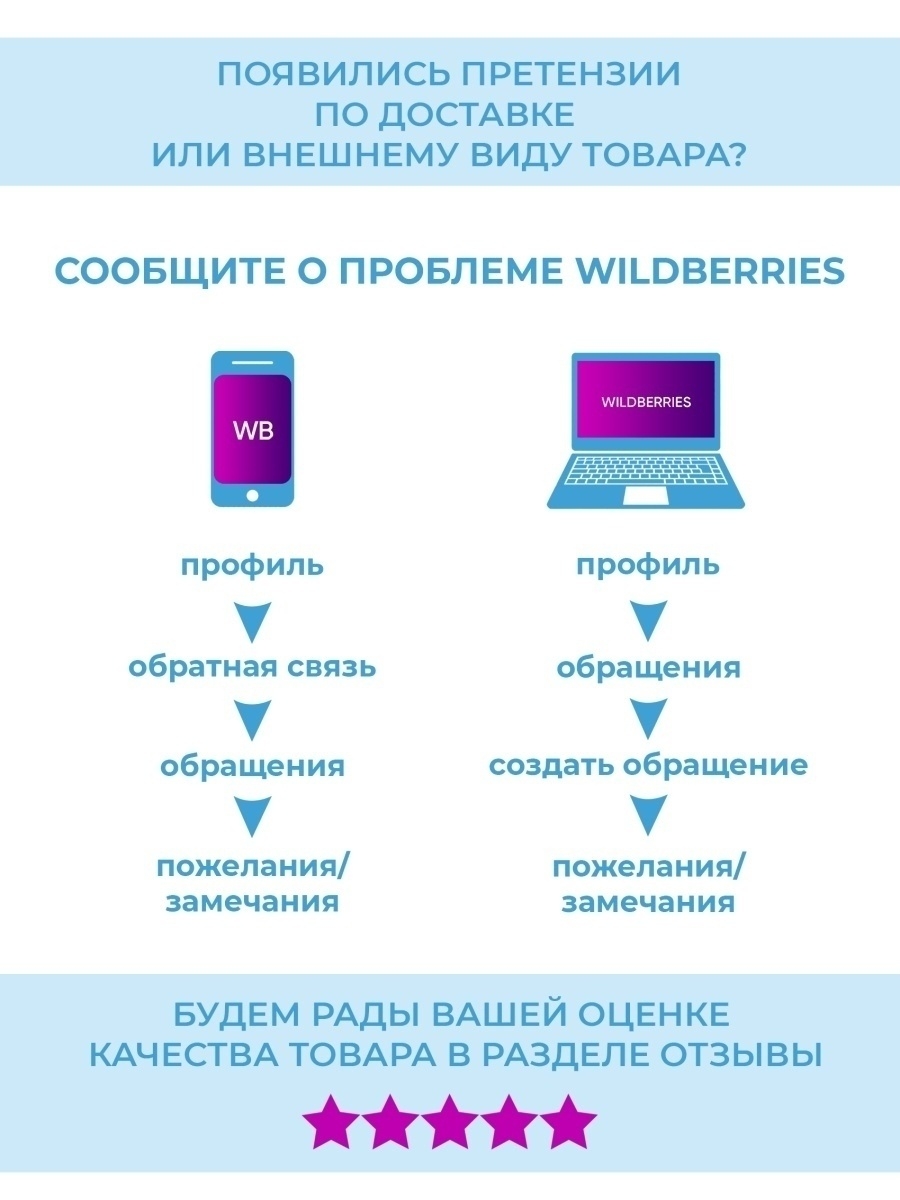 ПОЯВИЛИСЬ ПРЕТЕНЗИИ
ПО ДОСТАВКЕ
ИЛИ ВНЕШНЕМУ ВИДУ ТОВАРА?
СООБЩИТЕ О ПРОБЛЕМЕ WILDBERRIES
WB
профиль
обратная связь
обращения
пожелания/
замечания
WILDBERRIES
профиль
обращения
создать обращение
пожелания/
замечания
БУДЕМ РАДЫ ВАШЕЙ ОЦЕНКЕ
КАЧЕСТВА ТОВАРА В РАЗДЕЛЕ ОТЗЫВЫ